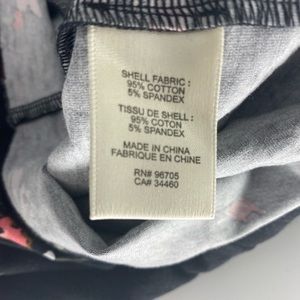 SHELL FABRIC:
95% COTTON
5% SPANDEX
TISSU DE SHELL :
95% COTON
5% SPANDEX
MADE IN CHINA
FABRIQUE EN CHINE
RN# 96705
CA# 34460